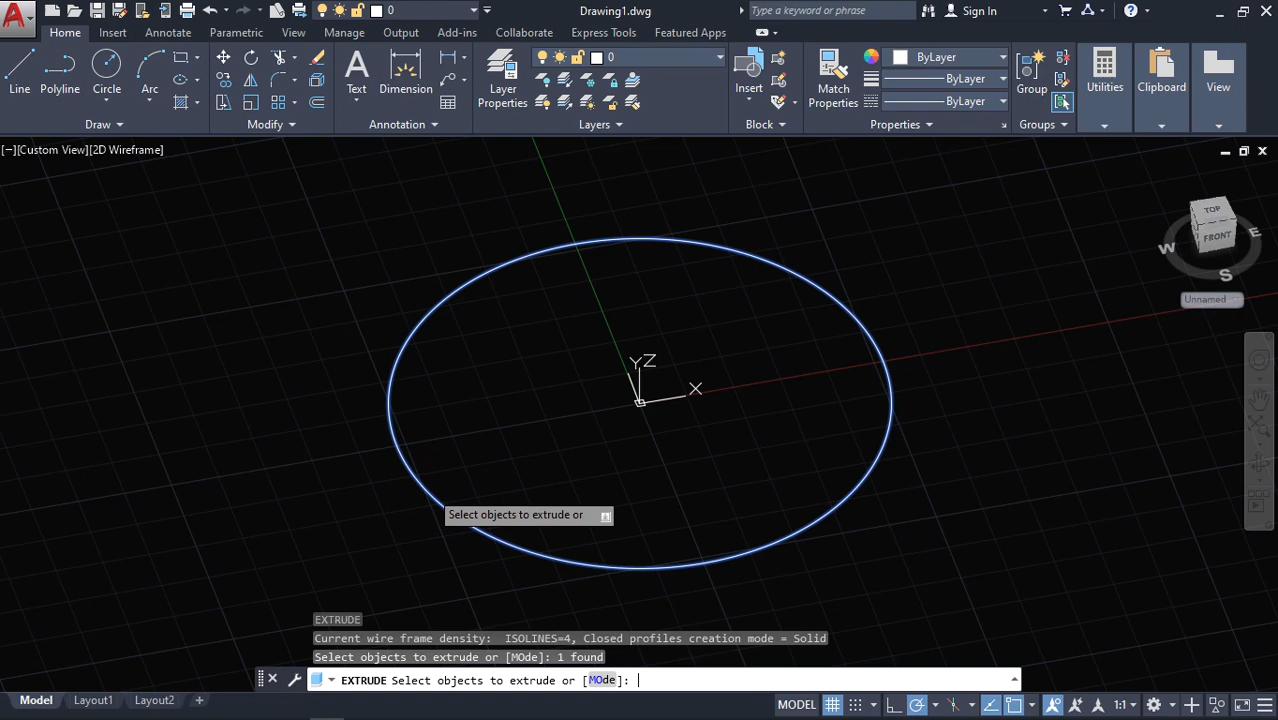 Drawing1.dwg
Type a keyword or phrase
Sign In
0
Home Insert Annotate Parametric View Manage Output Add-ins Collaborate Express Tools Featured Apps
Line Polyline Circle Arc
Draw
Modify
Text Dimension
Annotation
Layer Properties
0
Layers
Insert
Block
Match Properties
ByLayer
ByLayer
ByLayer
Properties
Group
Groups
Utilities
Clipboard
View
[−][Custom View][2D Wireframe]
TOP
FRONT
W
E
S
Unnamed
Y Z
X
Select objects to extrude or
EXTRUDE
Current wire frame density: ISOLINES=4, Closed profiles creation mode = Solid
Select objects to extrude or [MOde]: 1 found
EXTRUDE Select objects to extrude or [MOde]:
Model Layout1 Layout2 +
MODEL
1:1